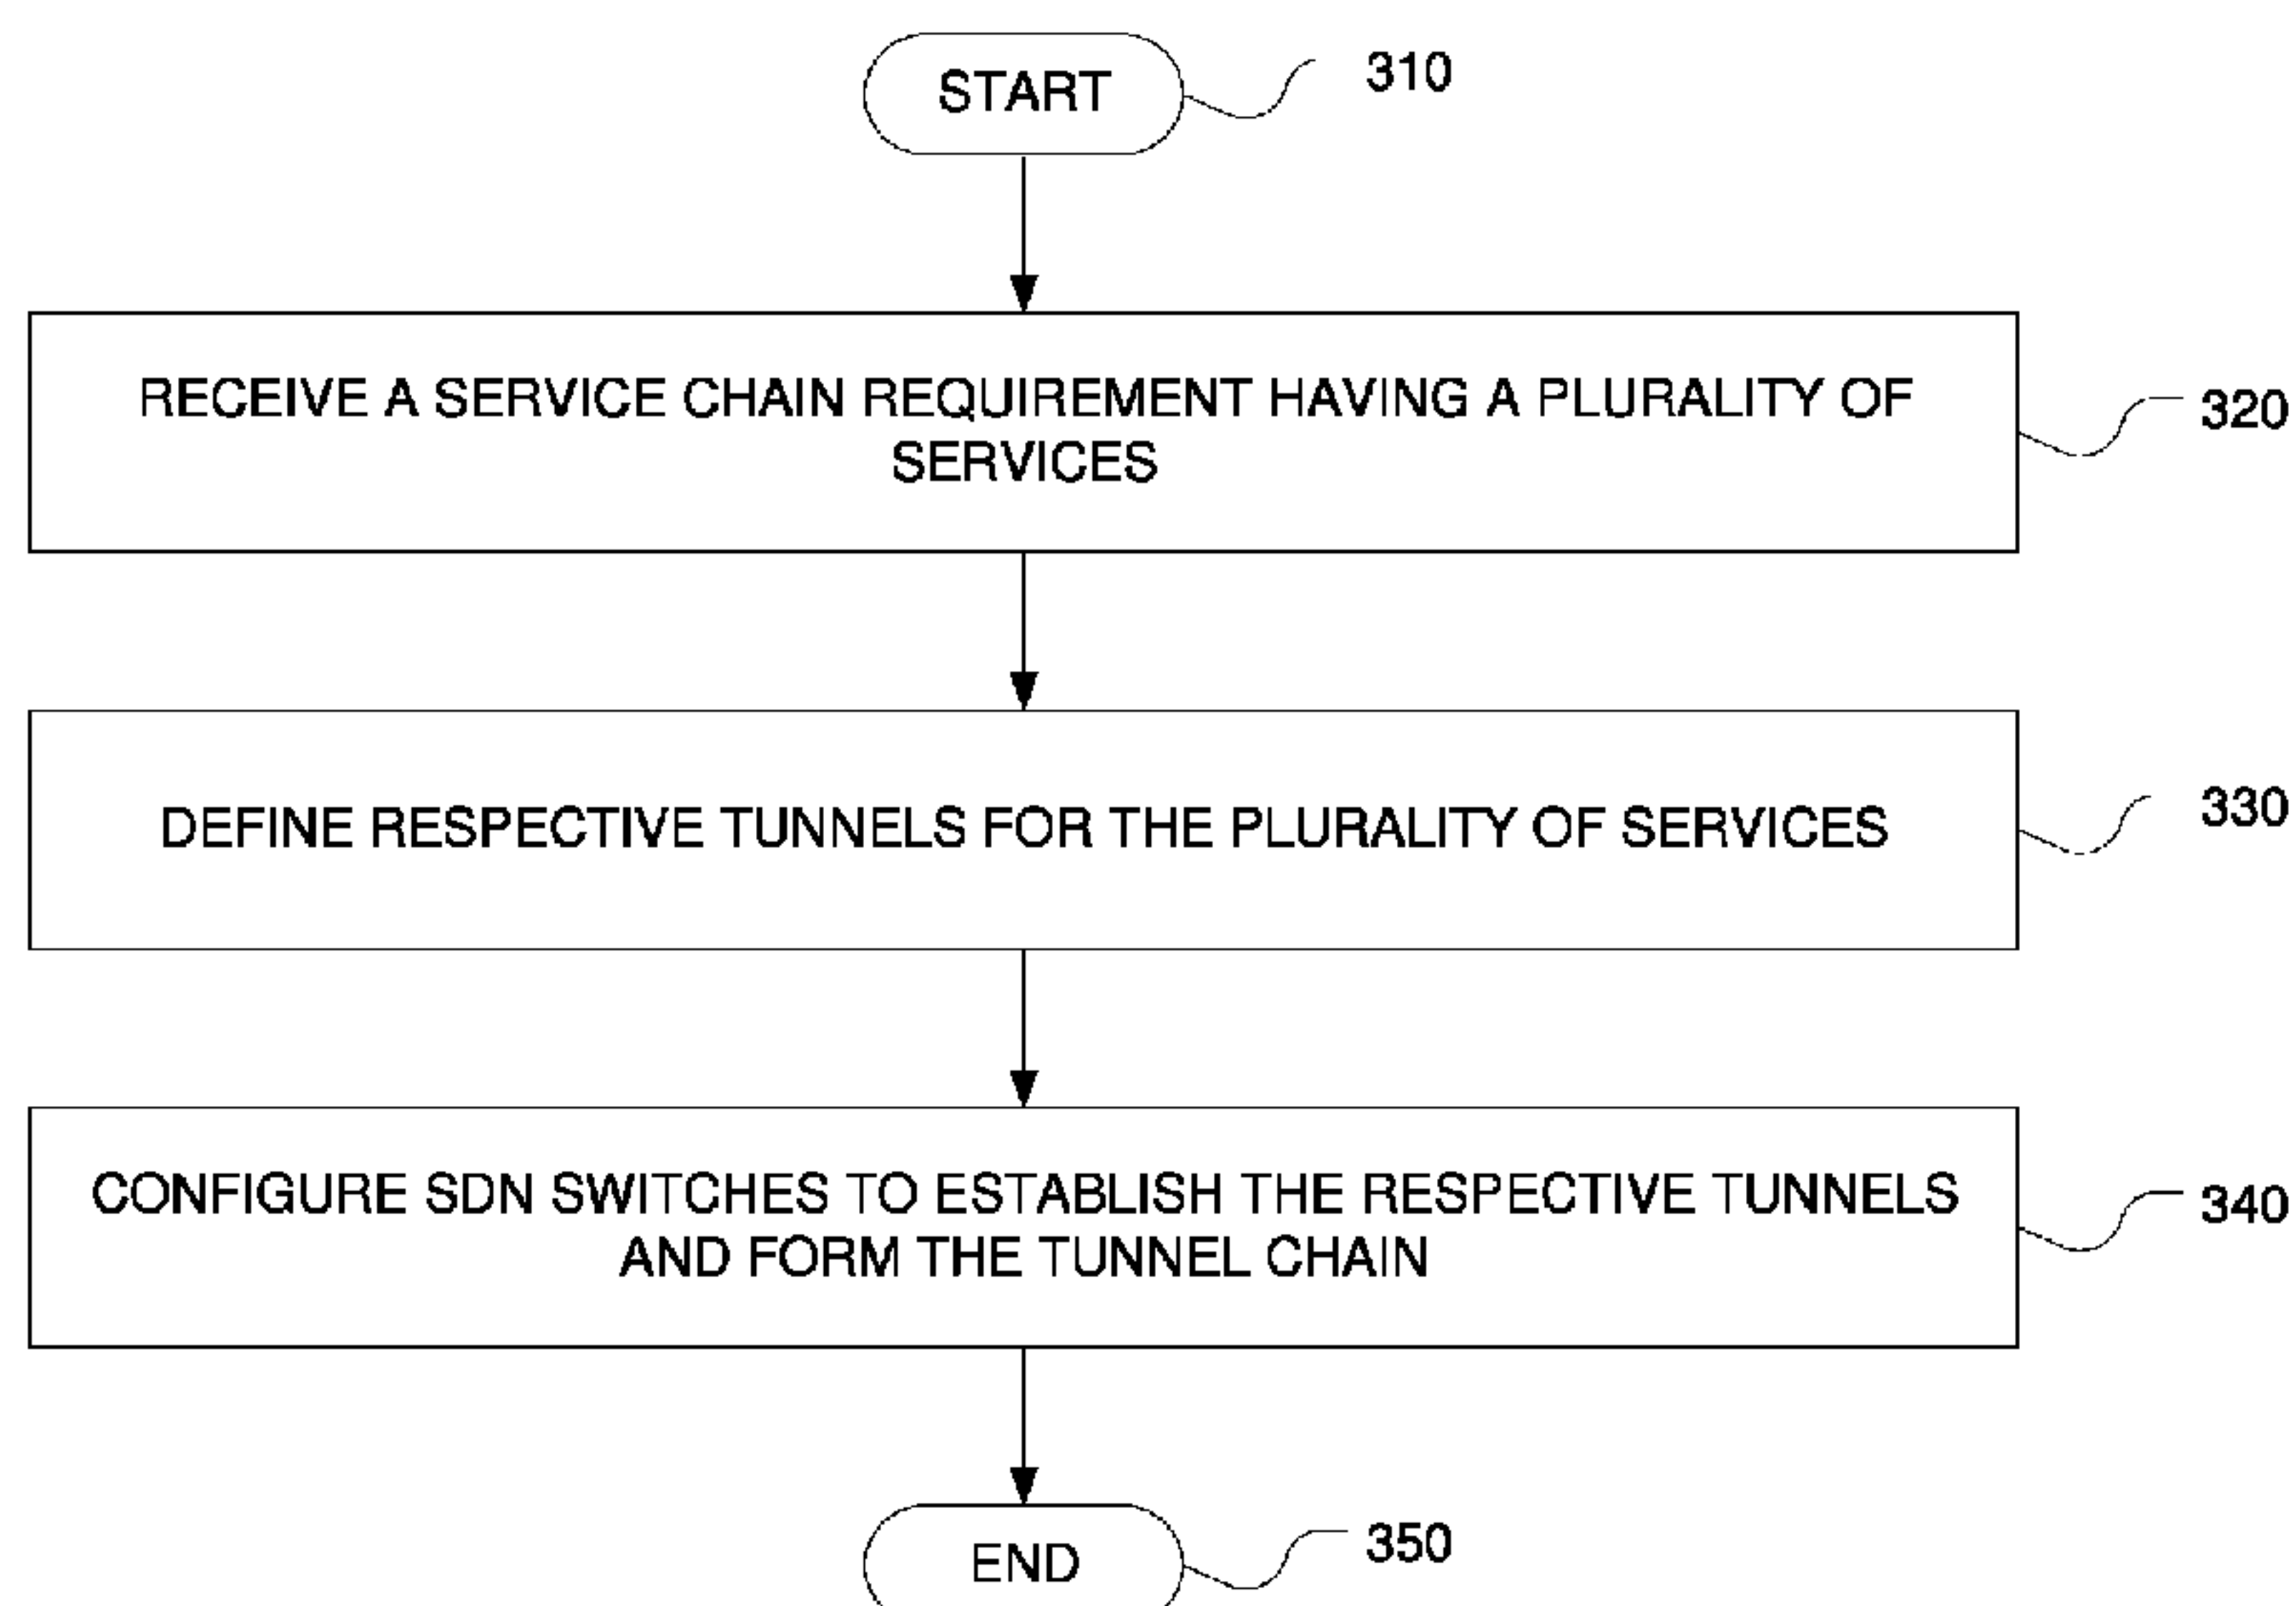 START
310
RECEIVE A SERVICE CHAIN REQUIREMENT HAVING A PLURALITY OF
SERVICES
320
DEFINE RESPECTIVE TUNNELS FOR THE PLURALITY OF SERVICES
330
CONFIGURE SDN SWITCHES TO ESTABLISH THE RESPECTIVE TUNNELS
AND FORM THE TUNNEL CHAIN
340
END
350